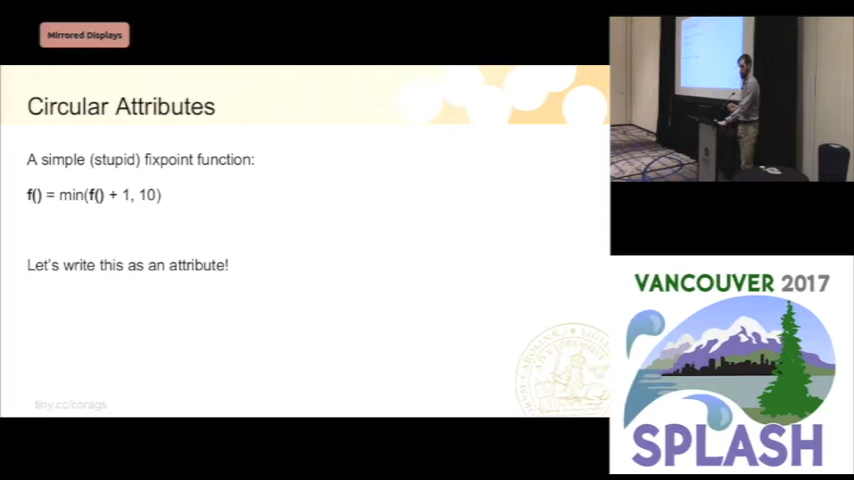 Mirrored Displays
Circular Attributes
A simple (stupid) fixpoint function:
f() = min(f() + 1, 10)
Let's write this as an attribute!
tiny.cc/corags
VANCOUVER 2017
SPLASH